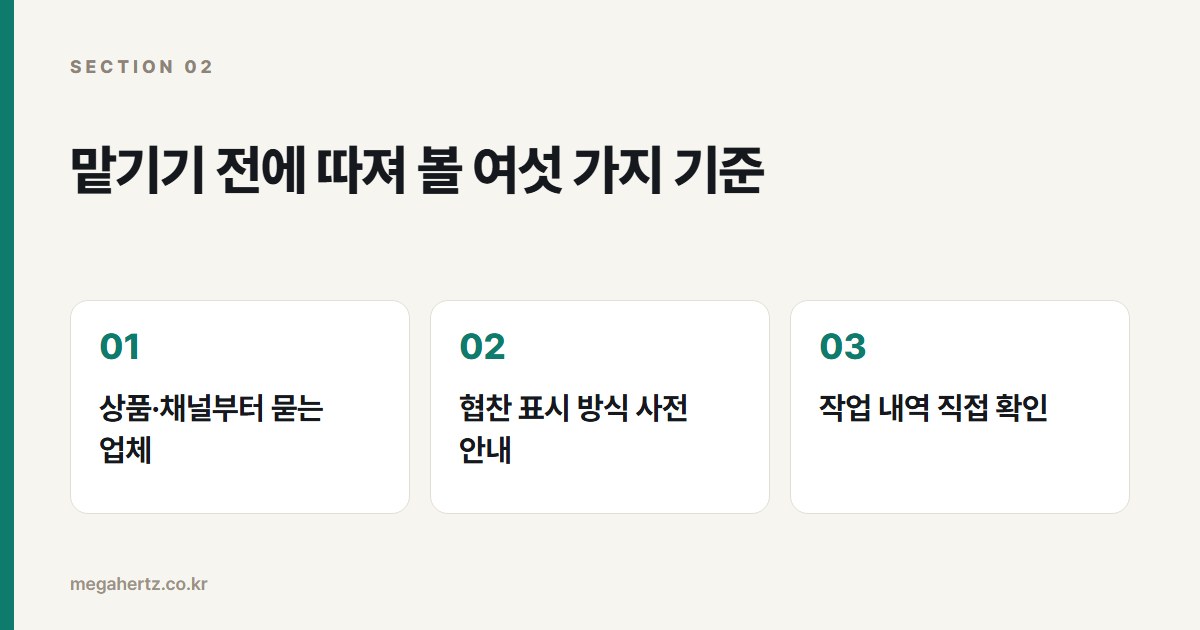 SECTION 02
맡기기 전에 따져 볼 여섯 가지 기준
01
상품·채널부터 묻는
업체
02
협찬 표시 방식 사전
안내
03
작업 내역 직접 확인
megahertz.co.kr